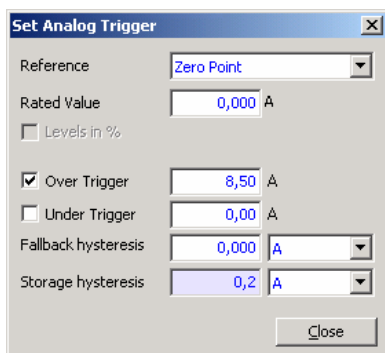 Set Analog Trigger
Reference Zero Point
Rated Value 0,000 A
Levels in %
Over Trigger 8,50 A
Under Trigger 0,00 A
Fallback hysteresis 0,000 A
Storage hysteresis 0,2 A
Close